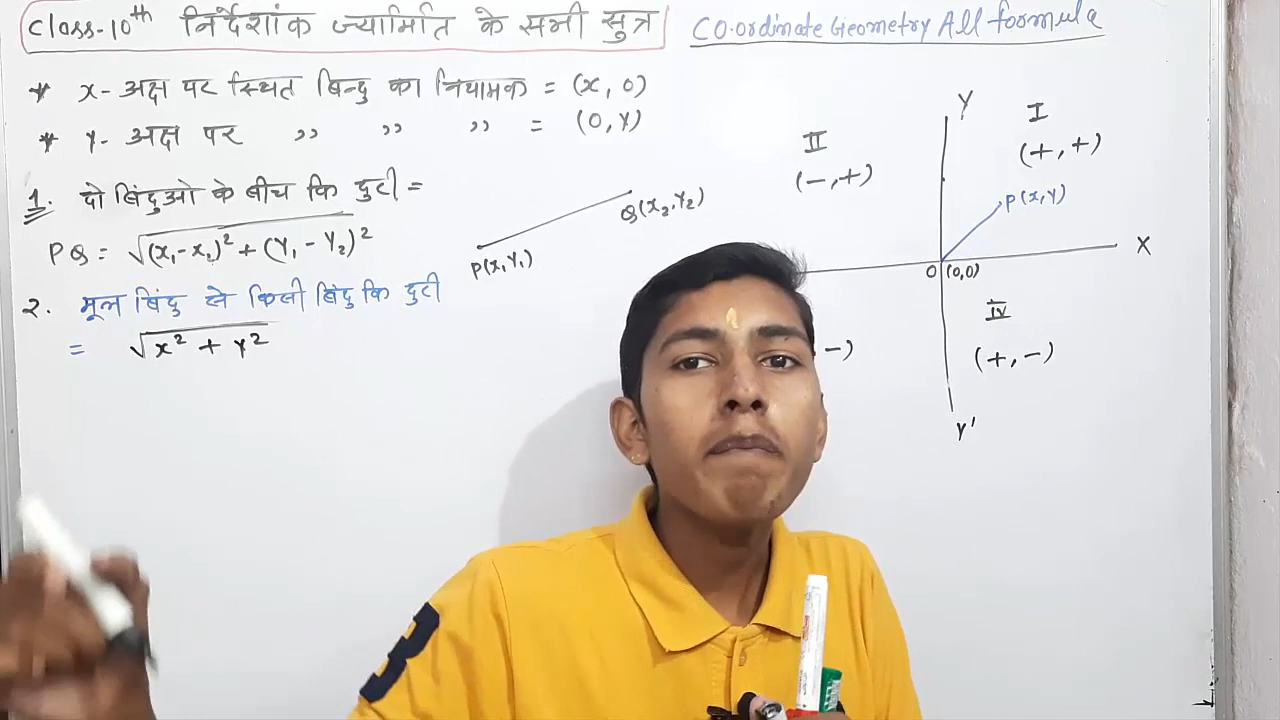 Class-10th निर्देशांक ज्यार्मिति के सभी सुत्र
CO.ordinate Geometry All formula
* x- अक्ष पर स्थित बिन्दु का नियामक = (x, 0)
* Y- अक्ष पर ,, ,, ,, = (0, Y)
1. दो बिंदुओ के बीच कि दुरी =
PQ = √(x₁-x₂)² + (Y₁ - Y₂)²
P(x, Y₁)
Q(x₂, Y₂)
2. मूल बिंदु से किसी बिंदु कि दुरी
= √x² + Y²
Y
I
(+, +)
II
(-, +)
P(x, Y)
X
O (0,0)
IV
(+, -)
-)
Y'
3